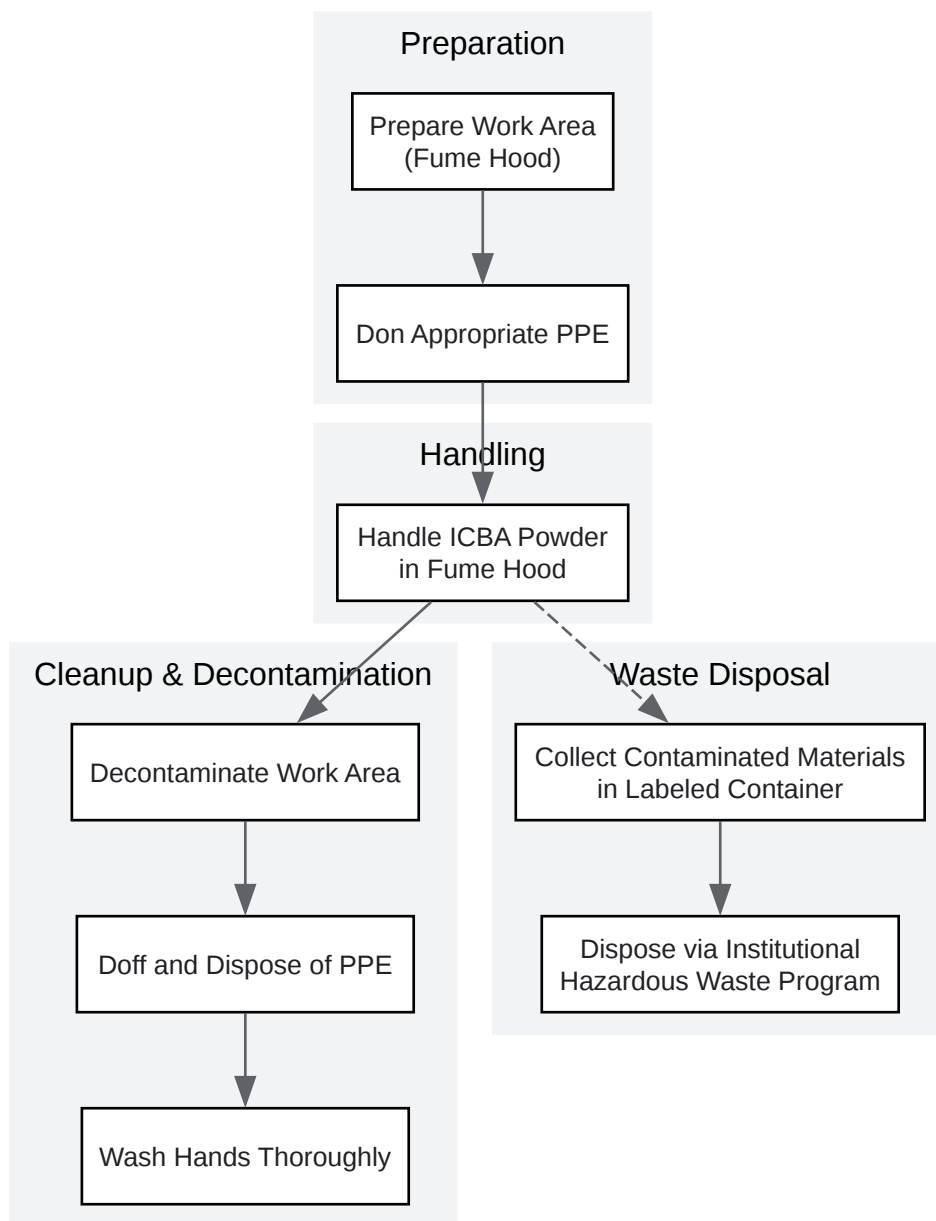 Preparation
Prepare Work Area
(Fume Hood)
Don Appropriate PPE
Handling
Handle ICBA Powder
in Fume Hood
Cleanup & Decontamination
Decontaminate Work Area
Doff and Dispose of PPE
Wash Hands Thoroughly
Waste Disposal
Collect Contaminated Materials
in Labeled Container
Dispose via Institutional
Hazardous Waste Program